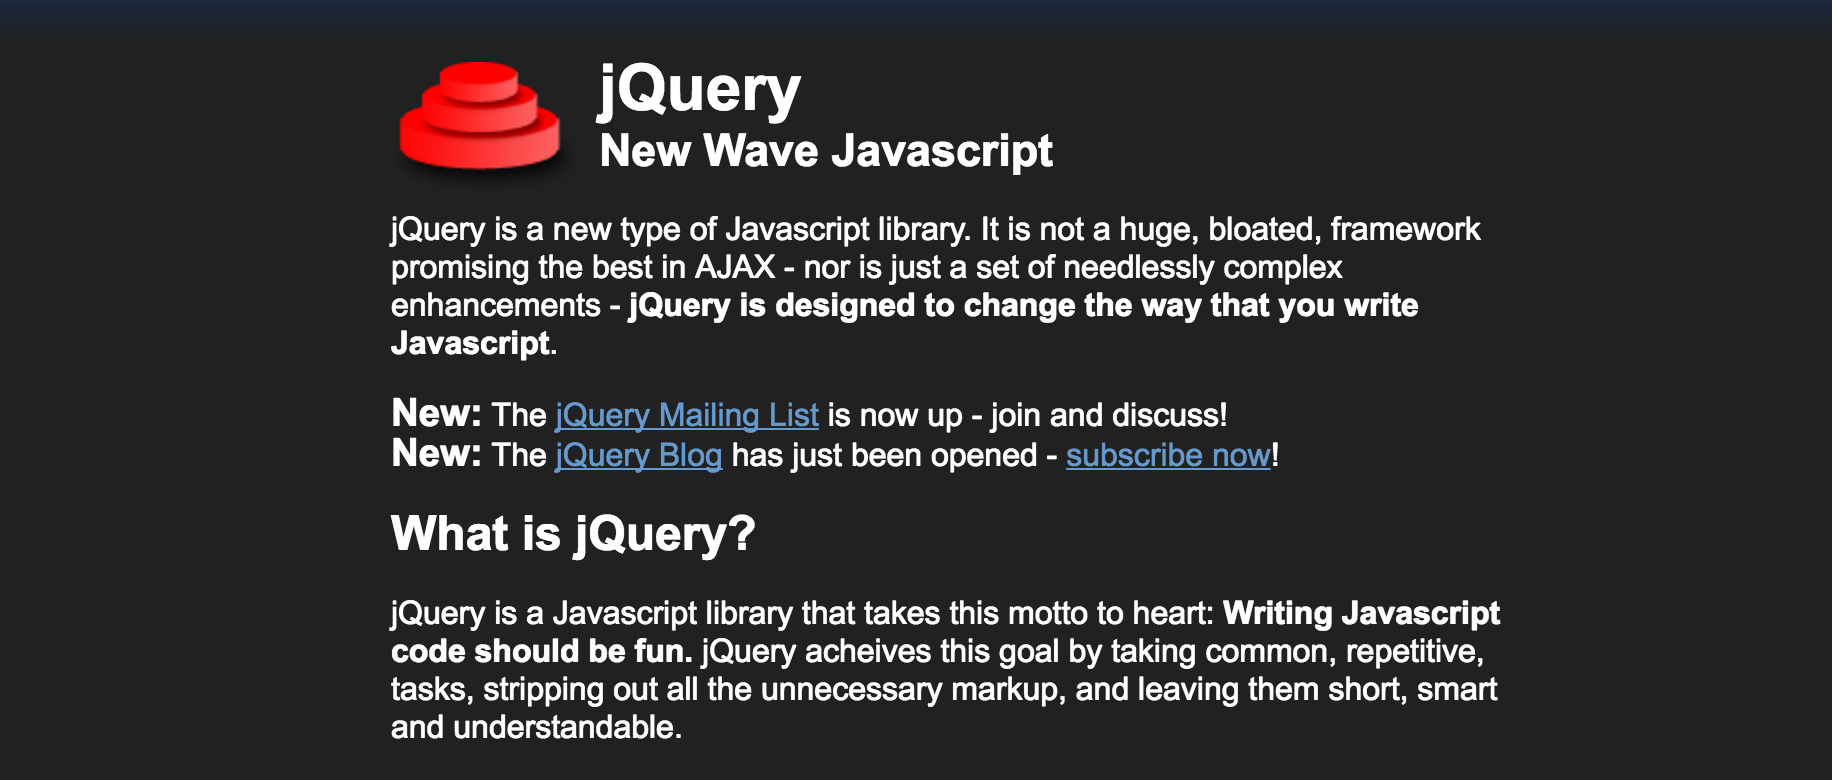 jQuery
New Wave Javascript
jQuery is a new type of Javascript library. It is not a huge, bloated, framework
promising the best in AJAX - nor is just a set of needlessly complex
enhancements - jQuery is designed to change the way that you write
Javascript.
New: The jQuery Mailing List is now up - join and discuss!
New: The jQuery Blog has just been opened - subscribe now!
What is jQuery?
jQuery is a Javascript library that takes this motto to heart: Writing Javascript
code should be fun. jQuery acheives this goal by taking common, repetitive,
tasks, stripping out all the unnecessary markup, and leaving them short, smart
and understandable.